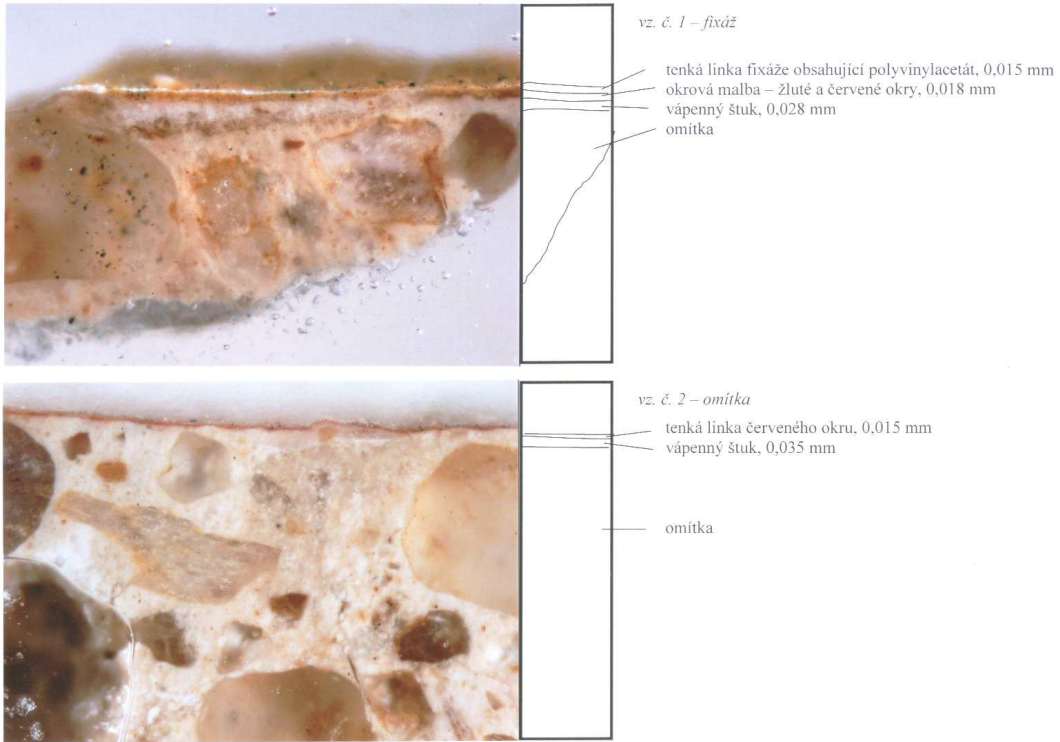 vz. č. 1 – fixáž
tenká linka fixáže obsahující polyvinylacetát, 0,015 mm
okrová malba – žluté a červené okry, 0,018 mm
vápenný štuk, 0,028 mm
omítka
vz. č. 2 – omítka
tenká linka červeného okru, 0,015 mm
vápenný štuk, 0,035 mm
omítka